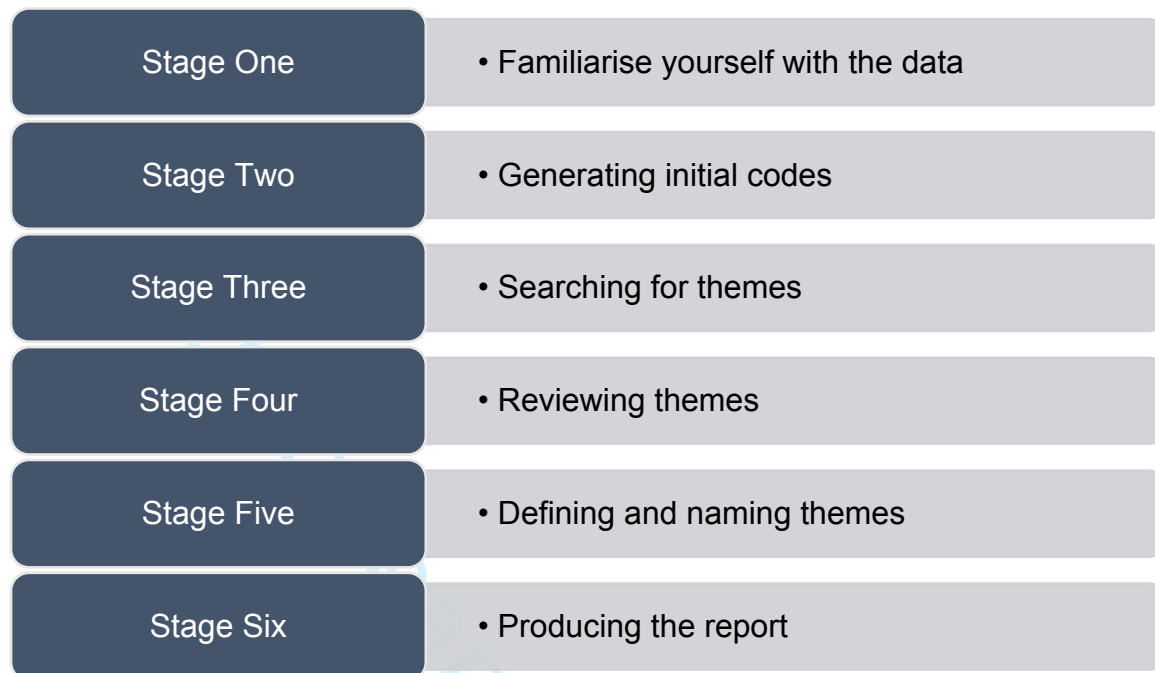 Stage One
• Familiarise yourself with the data
Stage Two
• Generating initial codes
Stage Three
• Searching for themes
Stage Four
• Reviewing themes
Stage Five
• Defining and naming themes
Stage Six
• Producing the report